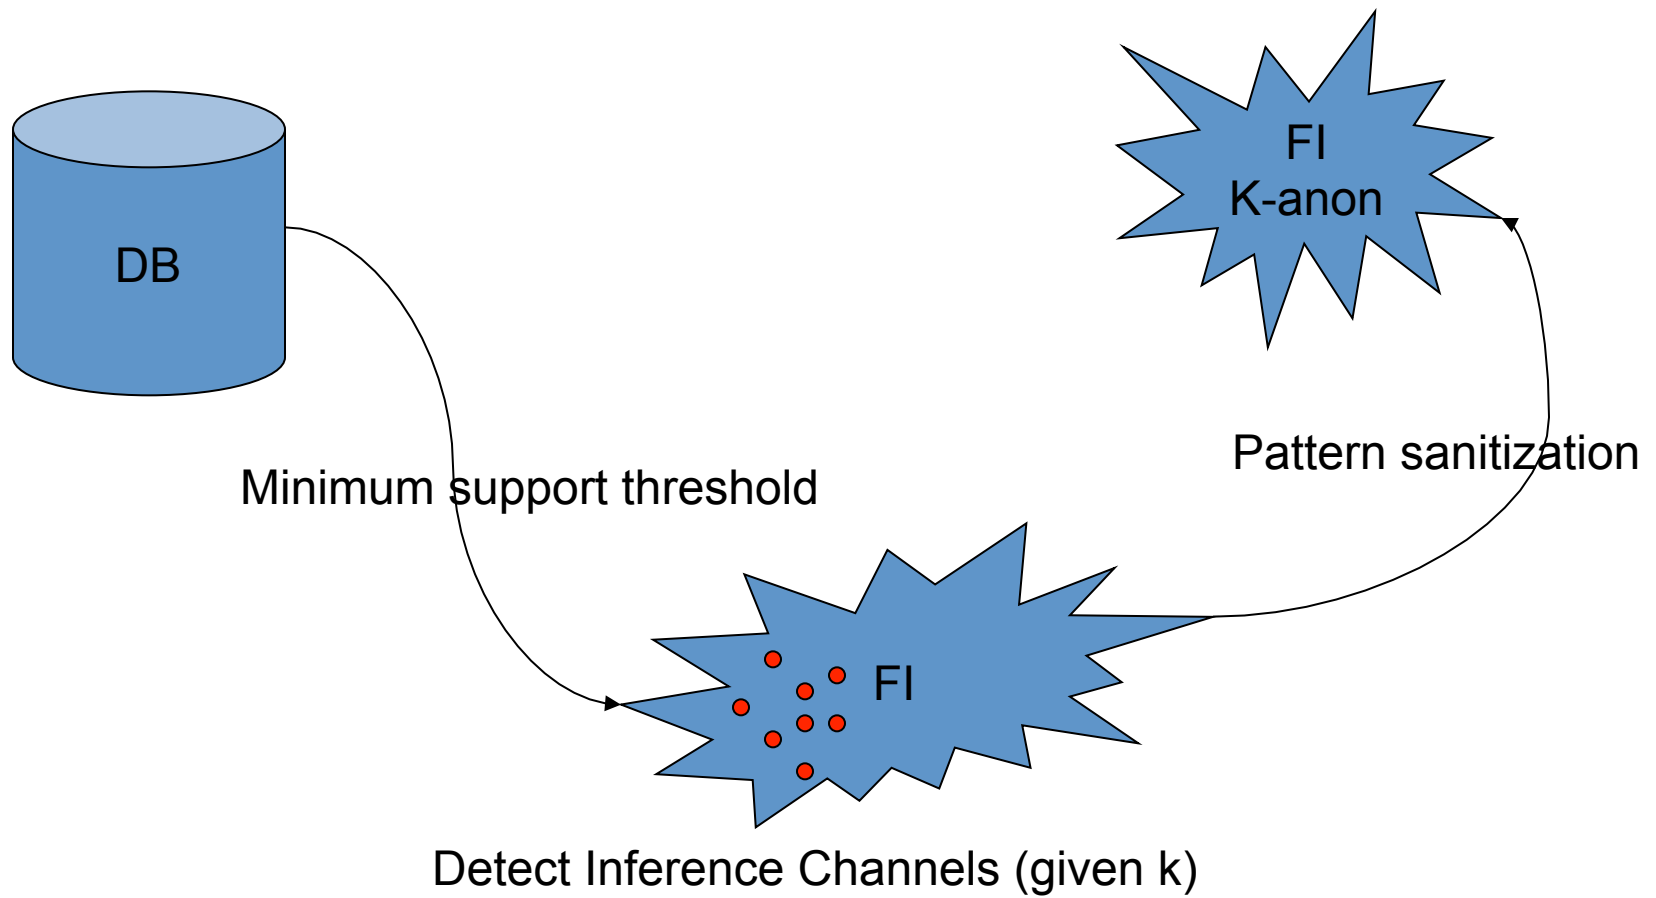 FI
K-anon
DB
Pattern sanitization
Minimum support threshold
FI
Detect Inference Channels (given k)